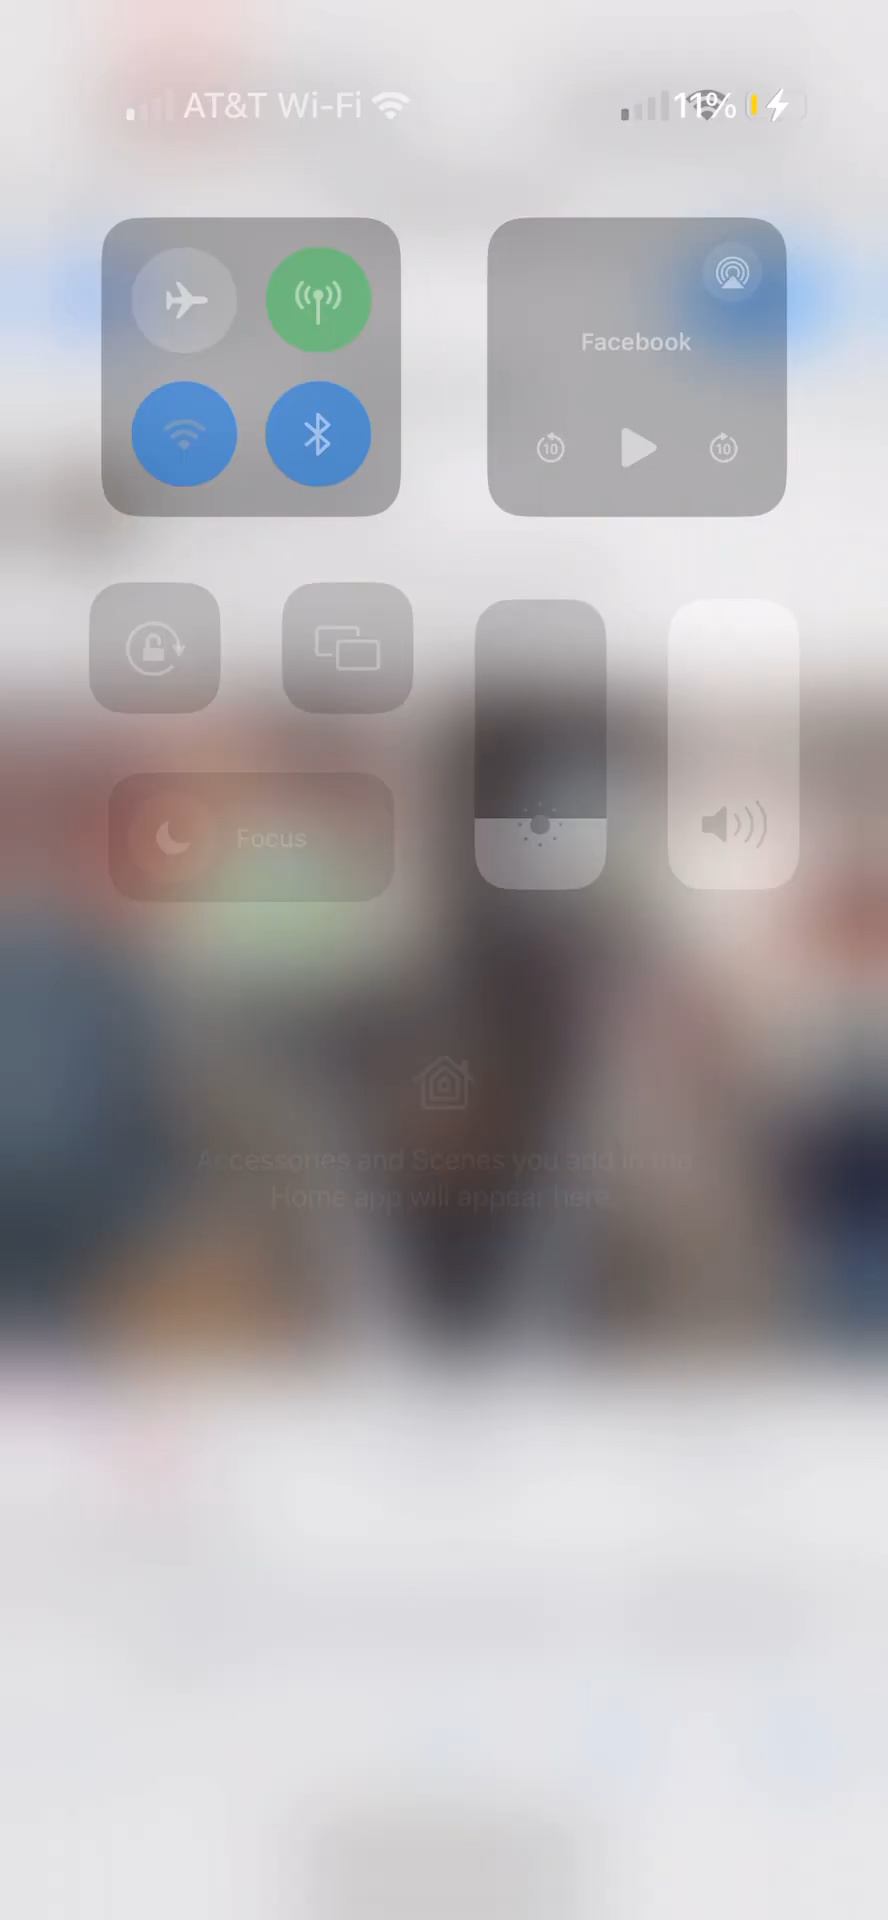 AT&T Wi-Fi 11%
Facebook
10 10
Focus
Accessories and Scenes you add in the
Home app will appear here.